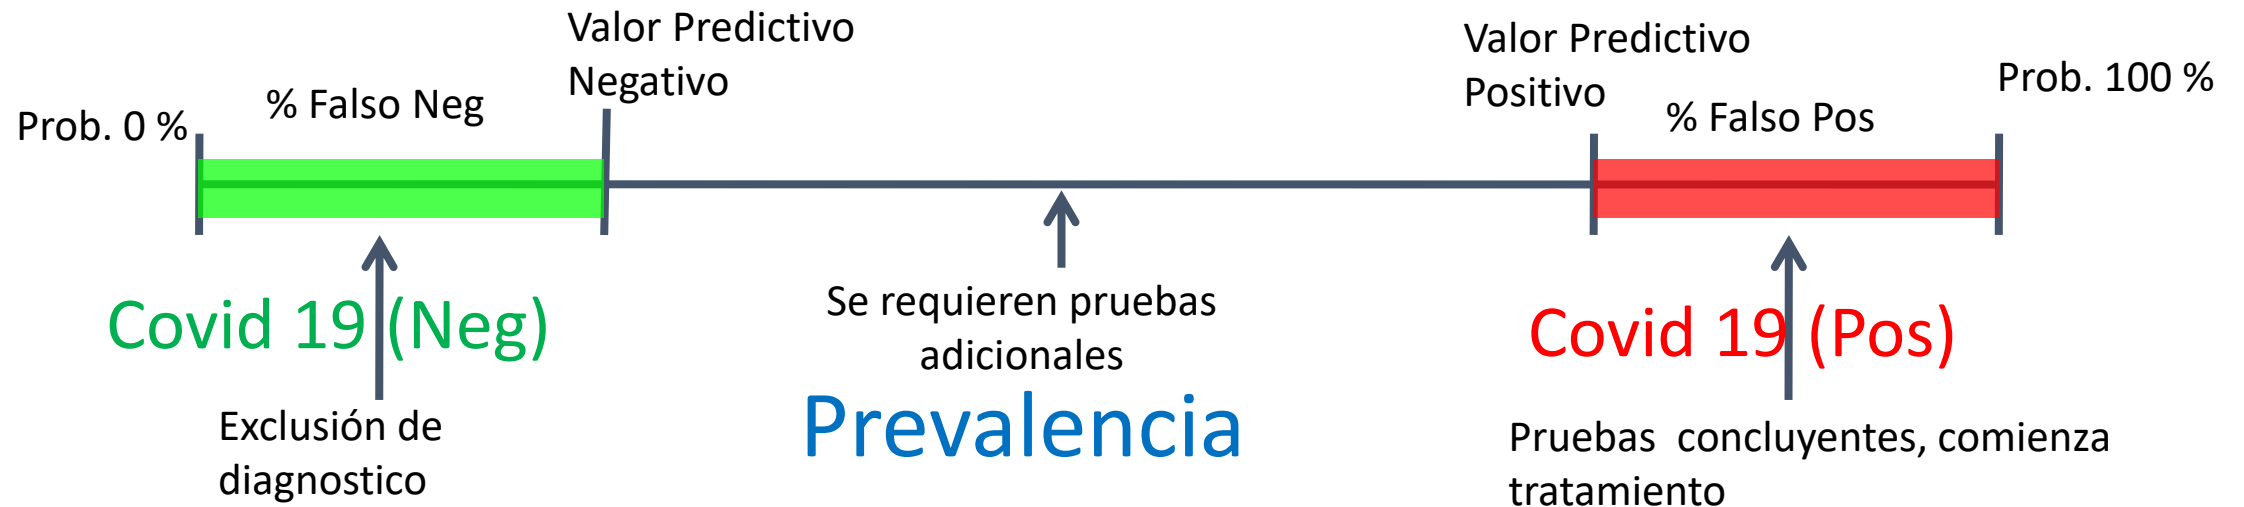 Prob. 0 %
% Falso Neg
Valor Predictivo
Negativo
Valor Predictivo
Positivo
% Falso Pos
Prob. 100 %
Covid 19 (Neg)
Exclusión de
diagnostico
Se requieren pruebas
adicionales
Prevalencia
Covid 19 (Pos)
Pruebas  concluyentes, comienza
tratamiento